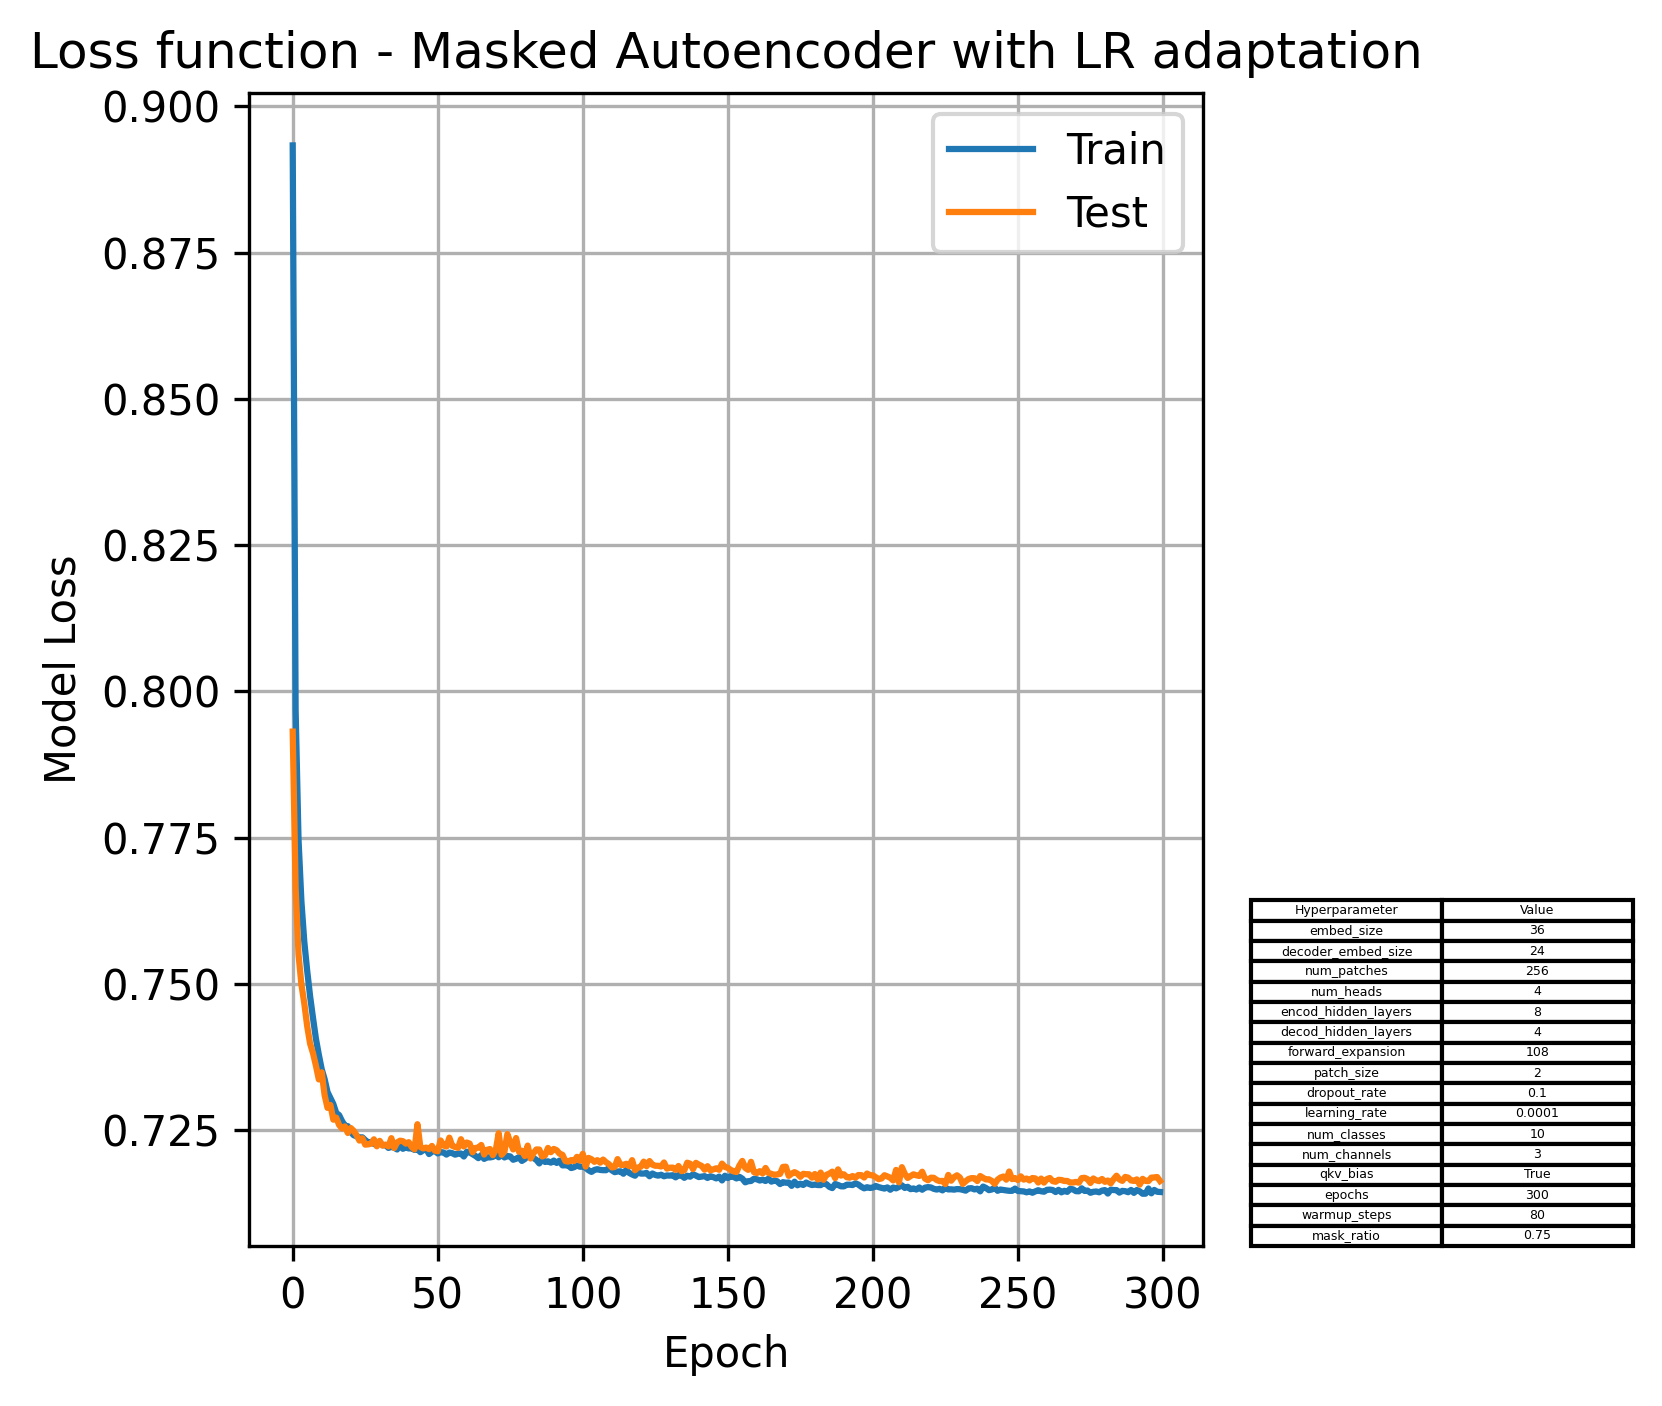 Loss function - Masked Autoencoder with LR adaptation
0.900
0.875
0.850
0.825
0.800
0.775
0.750
0.725
Model Loss
Train
Test
0 50 100 150 200 250 300
Epoch
Hyperparameter Value
embed_size 36
decoder_embed_size 24
num_patches 256
num_heads 4
encod_hidden_layers 8
decod_hidden_layers 4
forward_expansion 108
patch_size 2
dropout_rate 0.1
learning_rate 0.0001
num_classes 10
num_channels 3
qkv_bias True
epochs 300
warmup_steps 80
mask_ratio 0.75